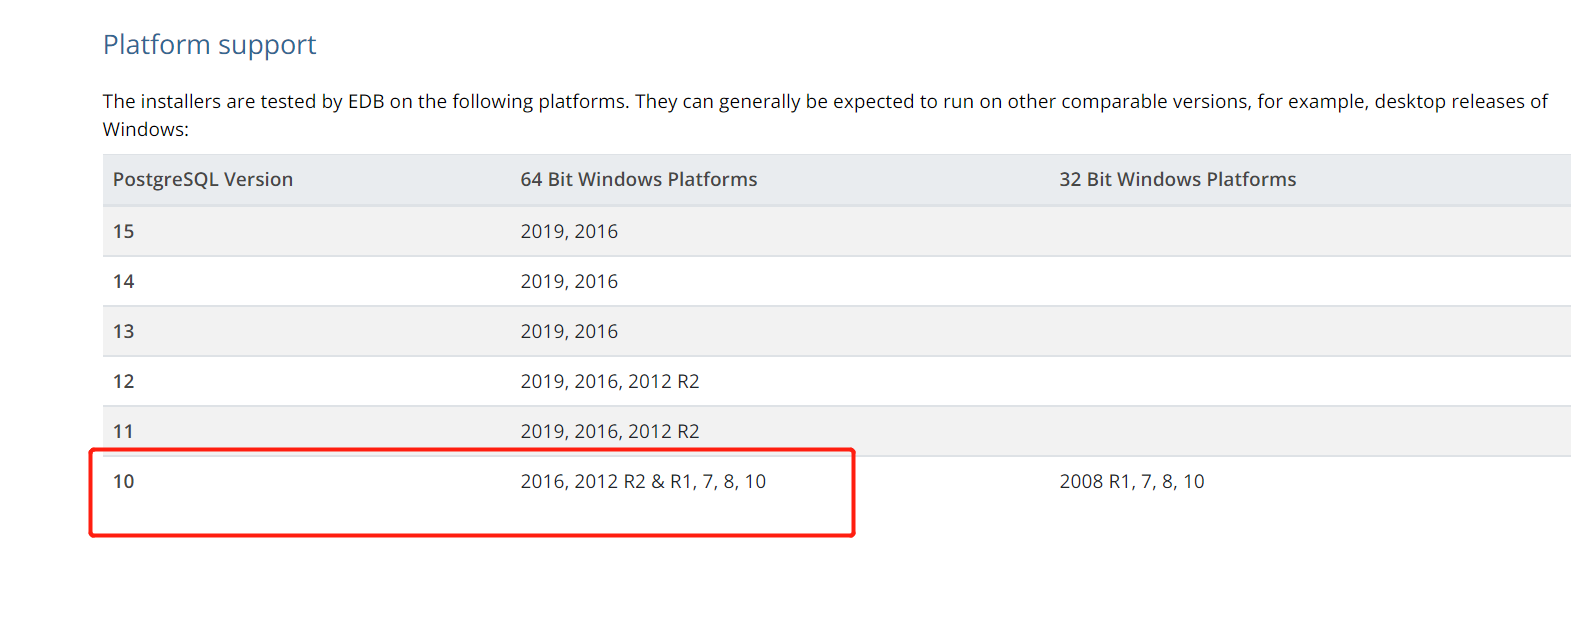 Platform support
The installers are tested by EDB on the following platforms. They can generally be expected to run on other comparable versions, for example, desktop releases of
Windows:
PostgreSQL Version 64 Bit Windows Platforms 32 Bit Windows Platforms
15 2019, 2016
14 2019, 2016
13 2019, 2016
12 2019, 2016, 2012 R2
11 2019, 2016, 2012 R2
10 2016, 2012 R2 & R1, 7, 8, 10 2008 R1, 7, 8, 10